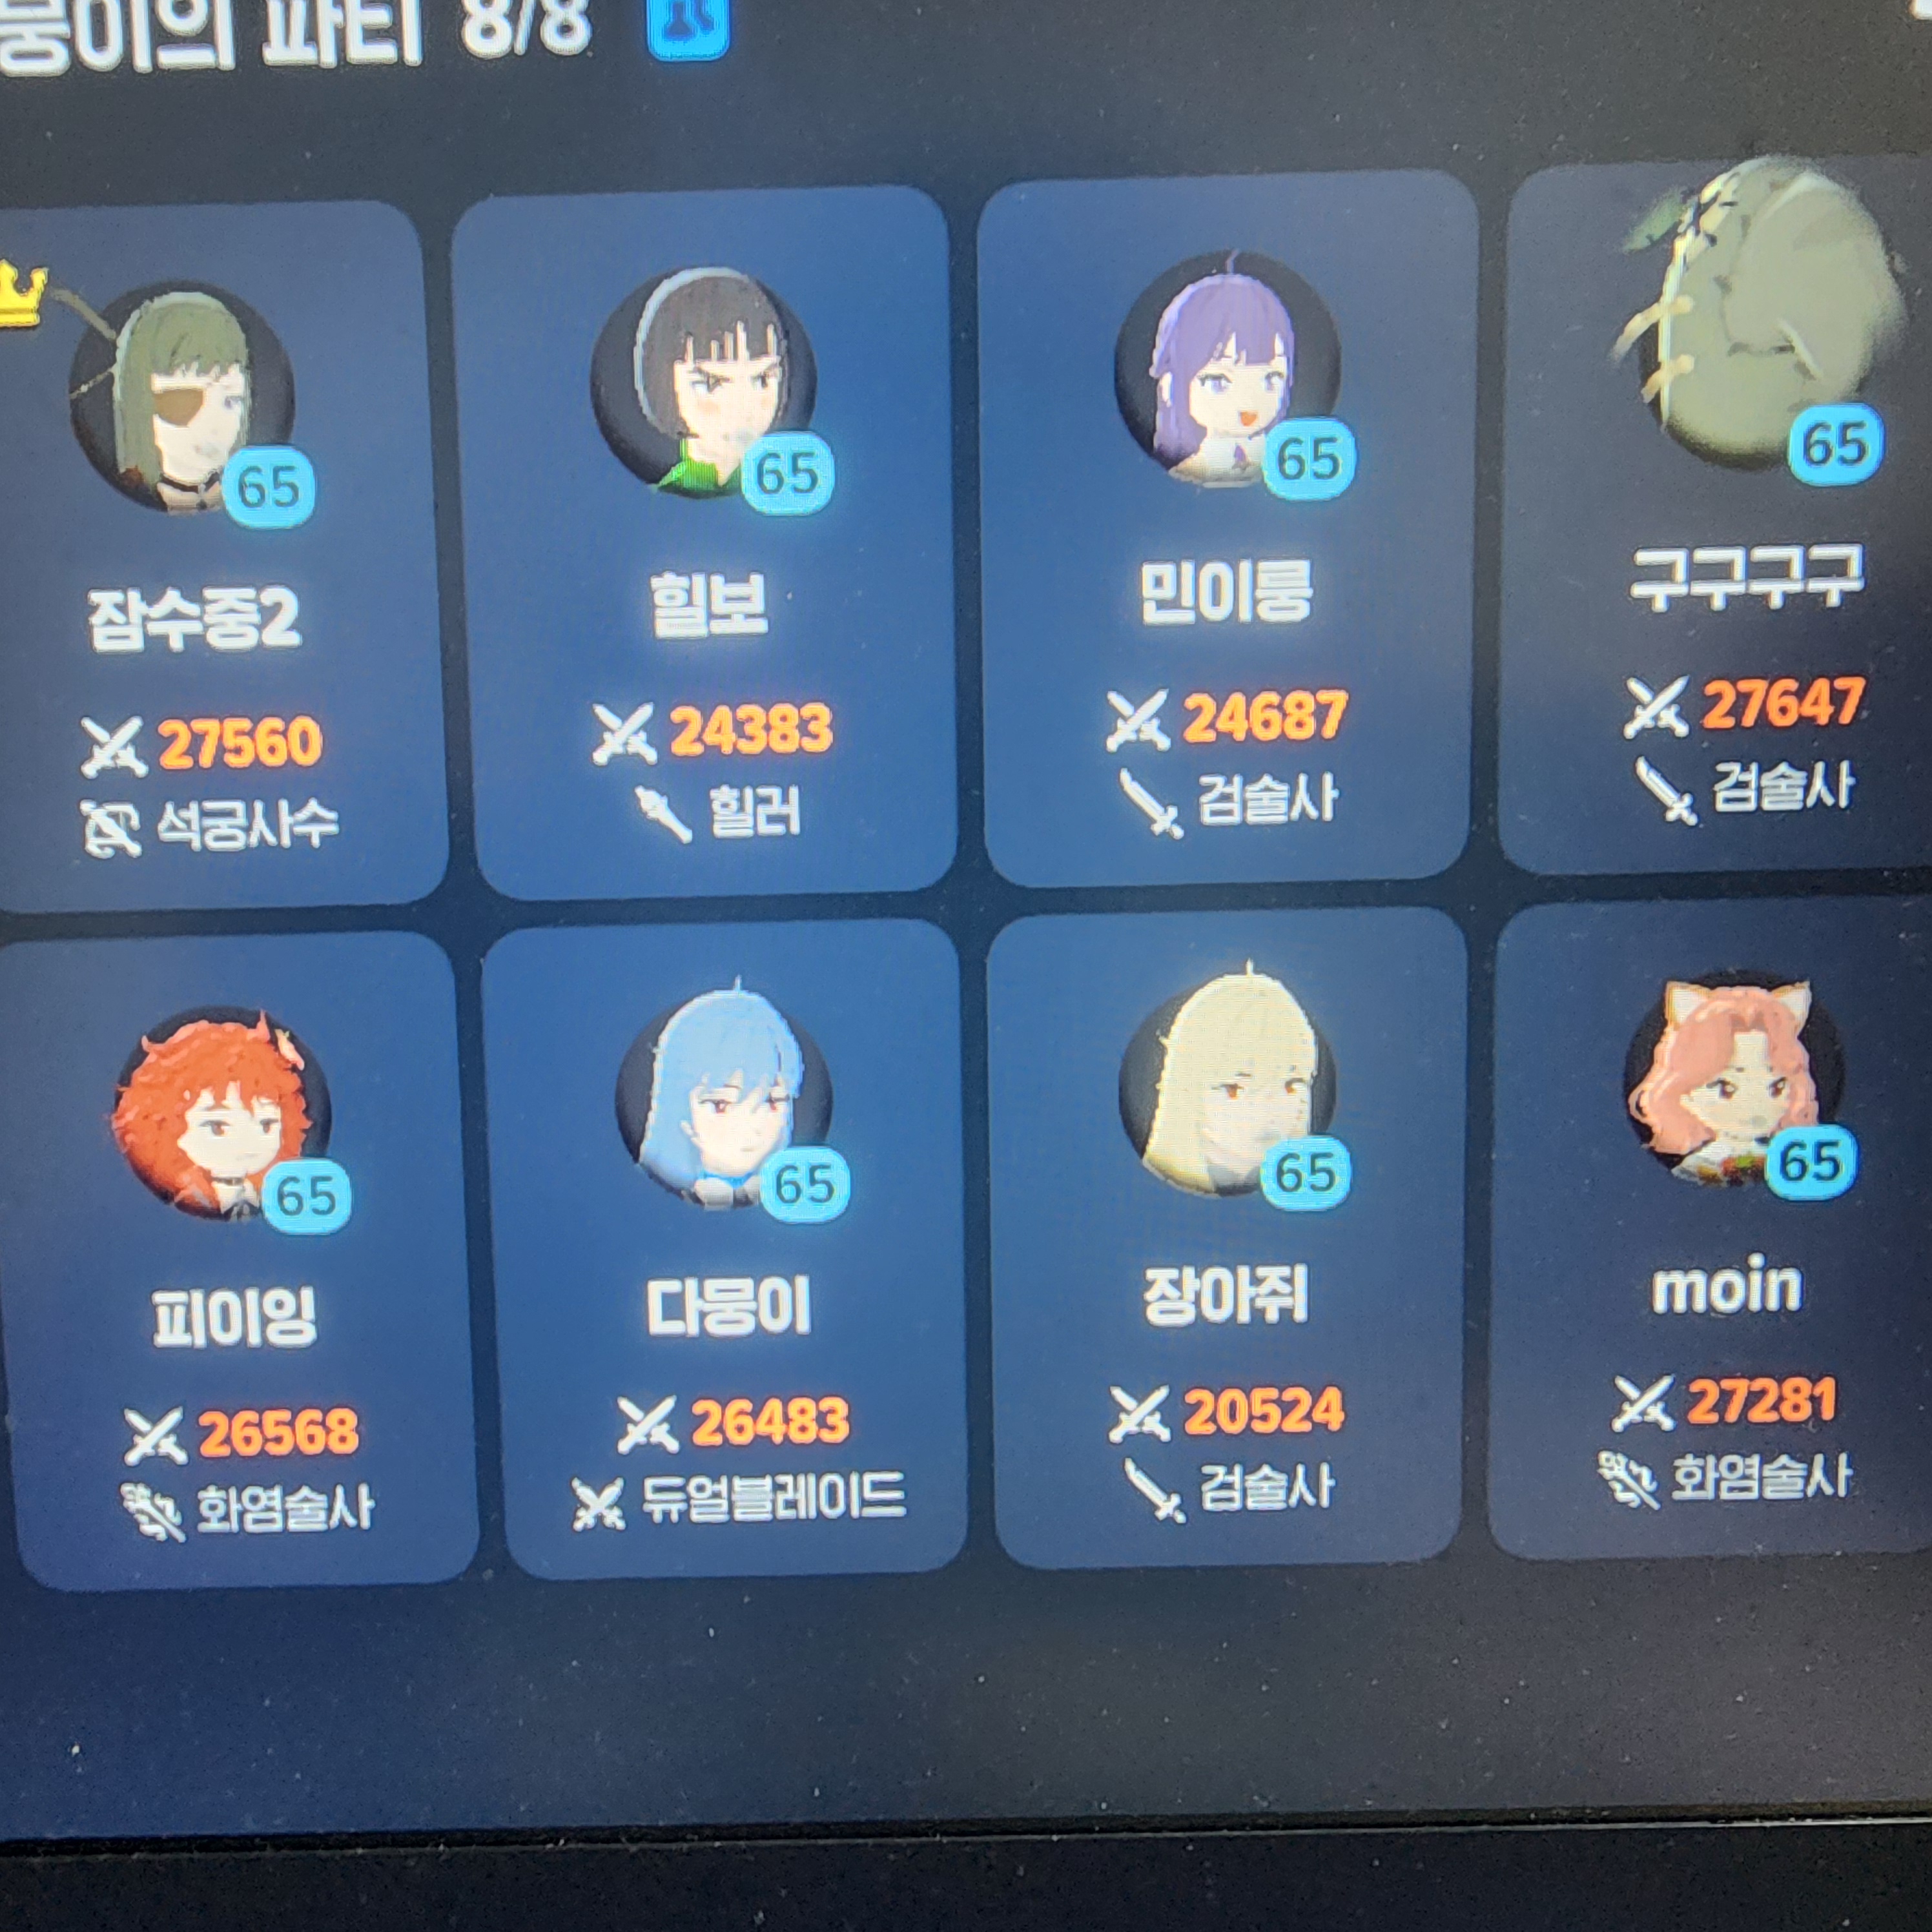 뭉이의 파티 8/8
65 65 65 65
잠수중2 힐보 민이룽 구구구구
27560 24383 24687 27647
석궁사수 힐러 검술사 검술사
65 65 65 65
피이잉 다뭉이 장아쥐 moin
26568 26483 20524 27281
화염술사 듀얼블레이드 검술사 화염술사